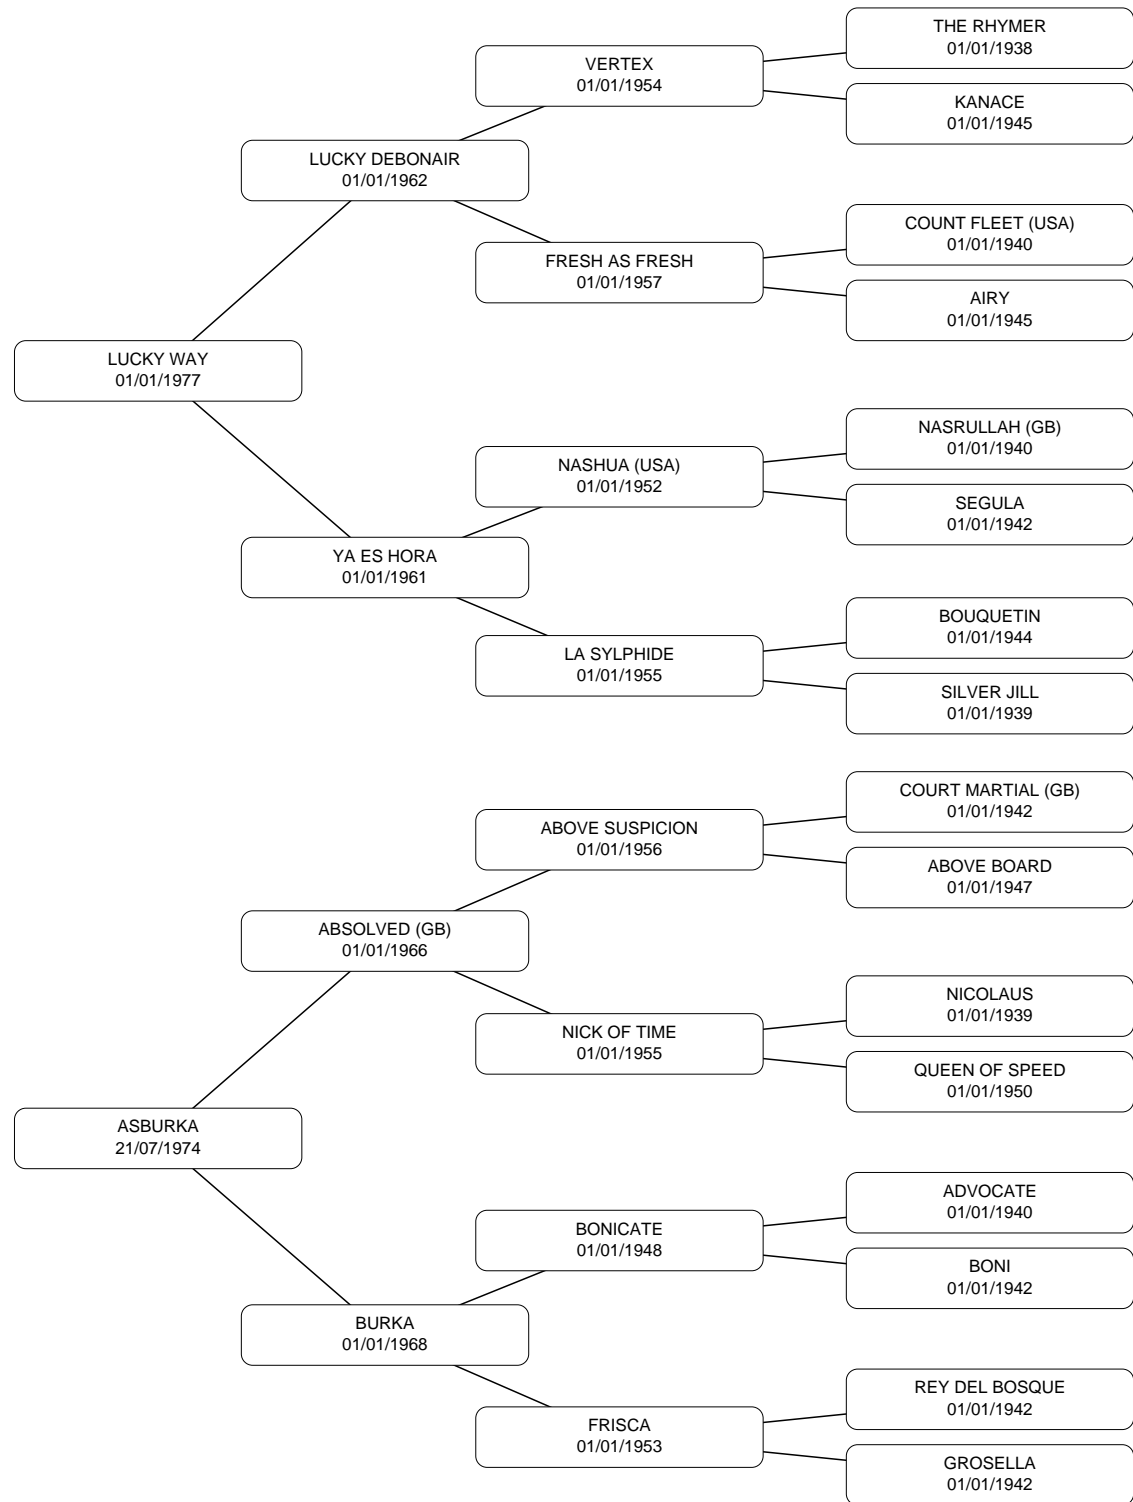 THE RHYMER
01/01/1938
VERTEX
01/01/1954
KANACE
01/01/1945
LUCKY DEBONAIR
01/01/1962
COUNT FLEET (USA)
01/01/1940
FRESH AS FRESH
01/01/1957
AIRY
01/01/1945
LUCKY WAY
01/01/1977
NASRULLAH (GB)
01/01/1940
NASHUA (USA)
01/01/1952
SEGULA
01/01/1942
YA ES HORA
01/01/1961
BOUQUETIN
01/01/1944
LA SYLPHIDE
01/01/1955
SILVER JILL
01/01/1939
COURT MARTIAL (GB)
01/01/1942
ABOVE SUSPICION
01/01/1956
ABOVE BOARD
01/01/1947
ABSOLVED (GB)
01/01/1966
NICOLAUS
01/01/1939
NICK OF TIME
01/01/1955
QUEEN OF SPEED
01/01/1950
ASBURKA
21/07/1974
ADVOCATE
01/01/1940
BONICATE
01/01/1948
BONI
01/01/1942
BURKA
01/01/1968
REY DEL BOSQUE
01/01/1942
FRISCA
01/01/1953
GROSELLA
01/01/1942